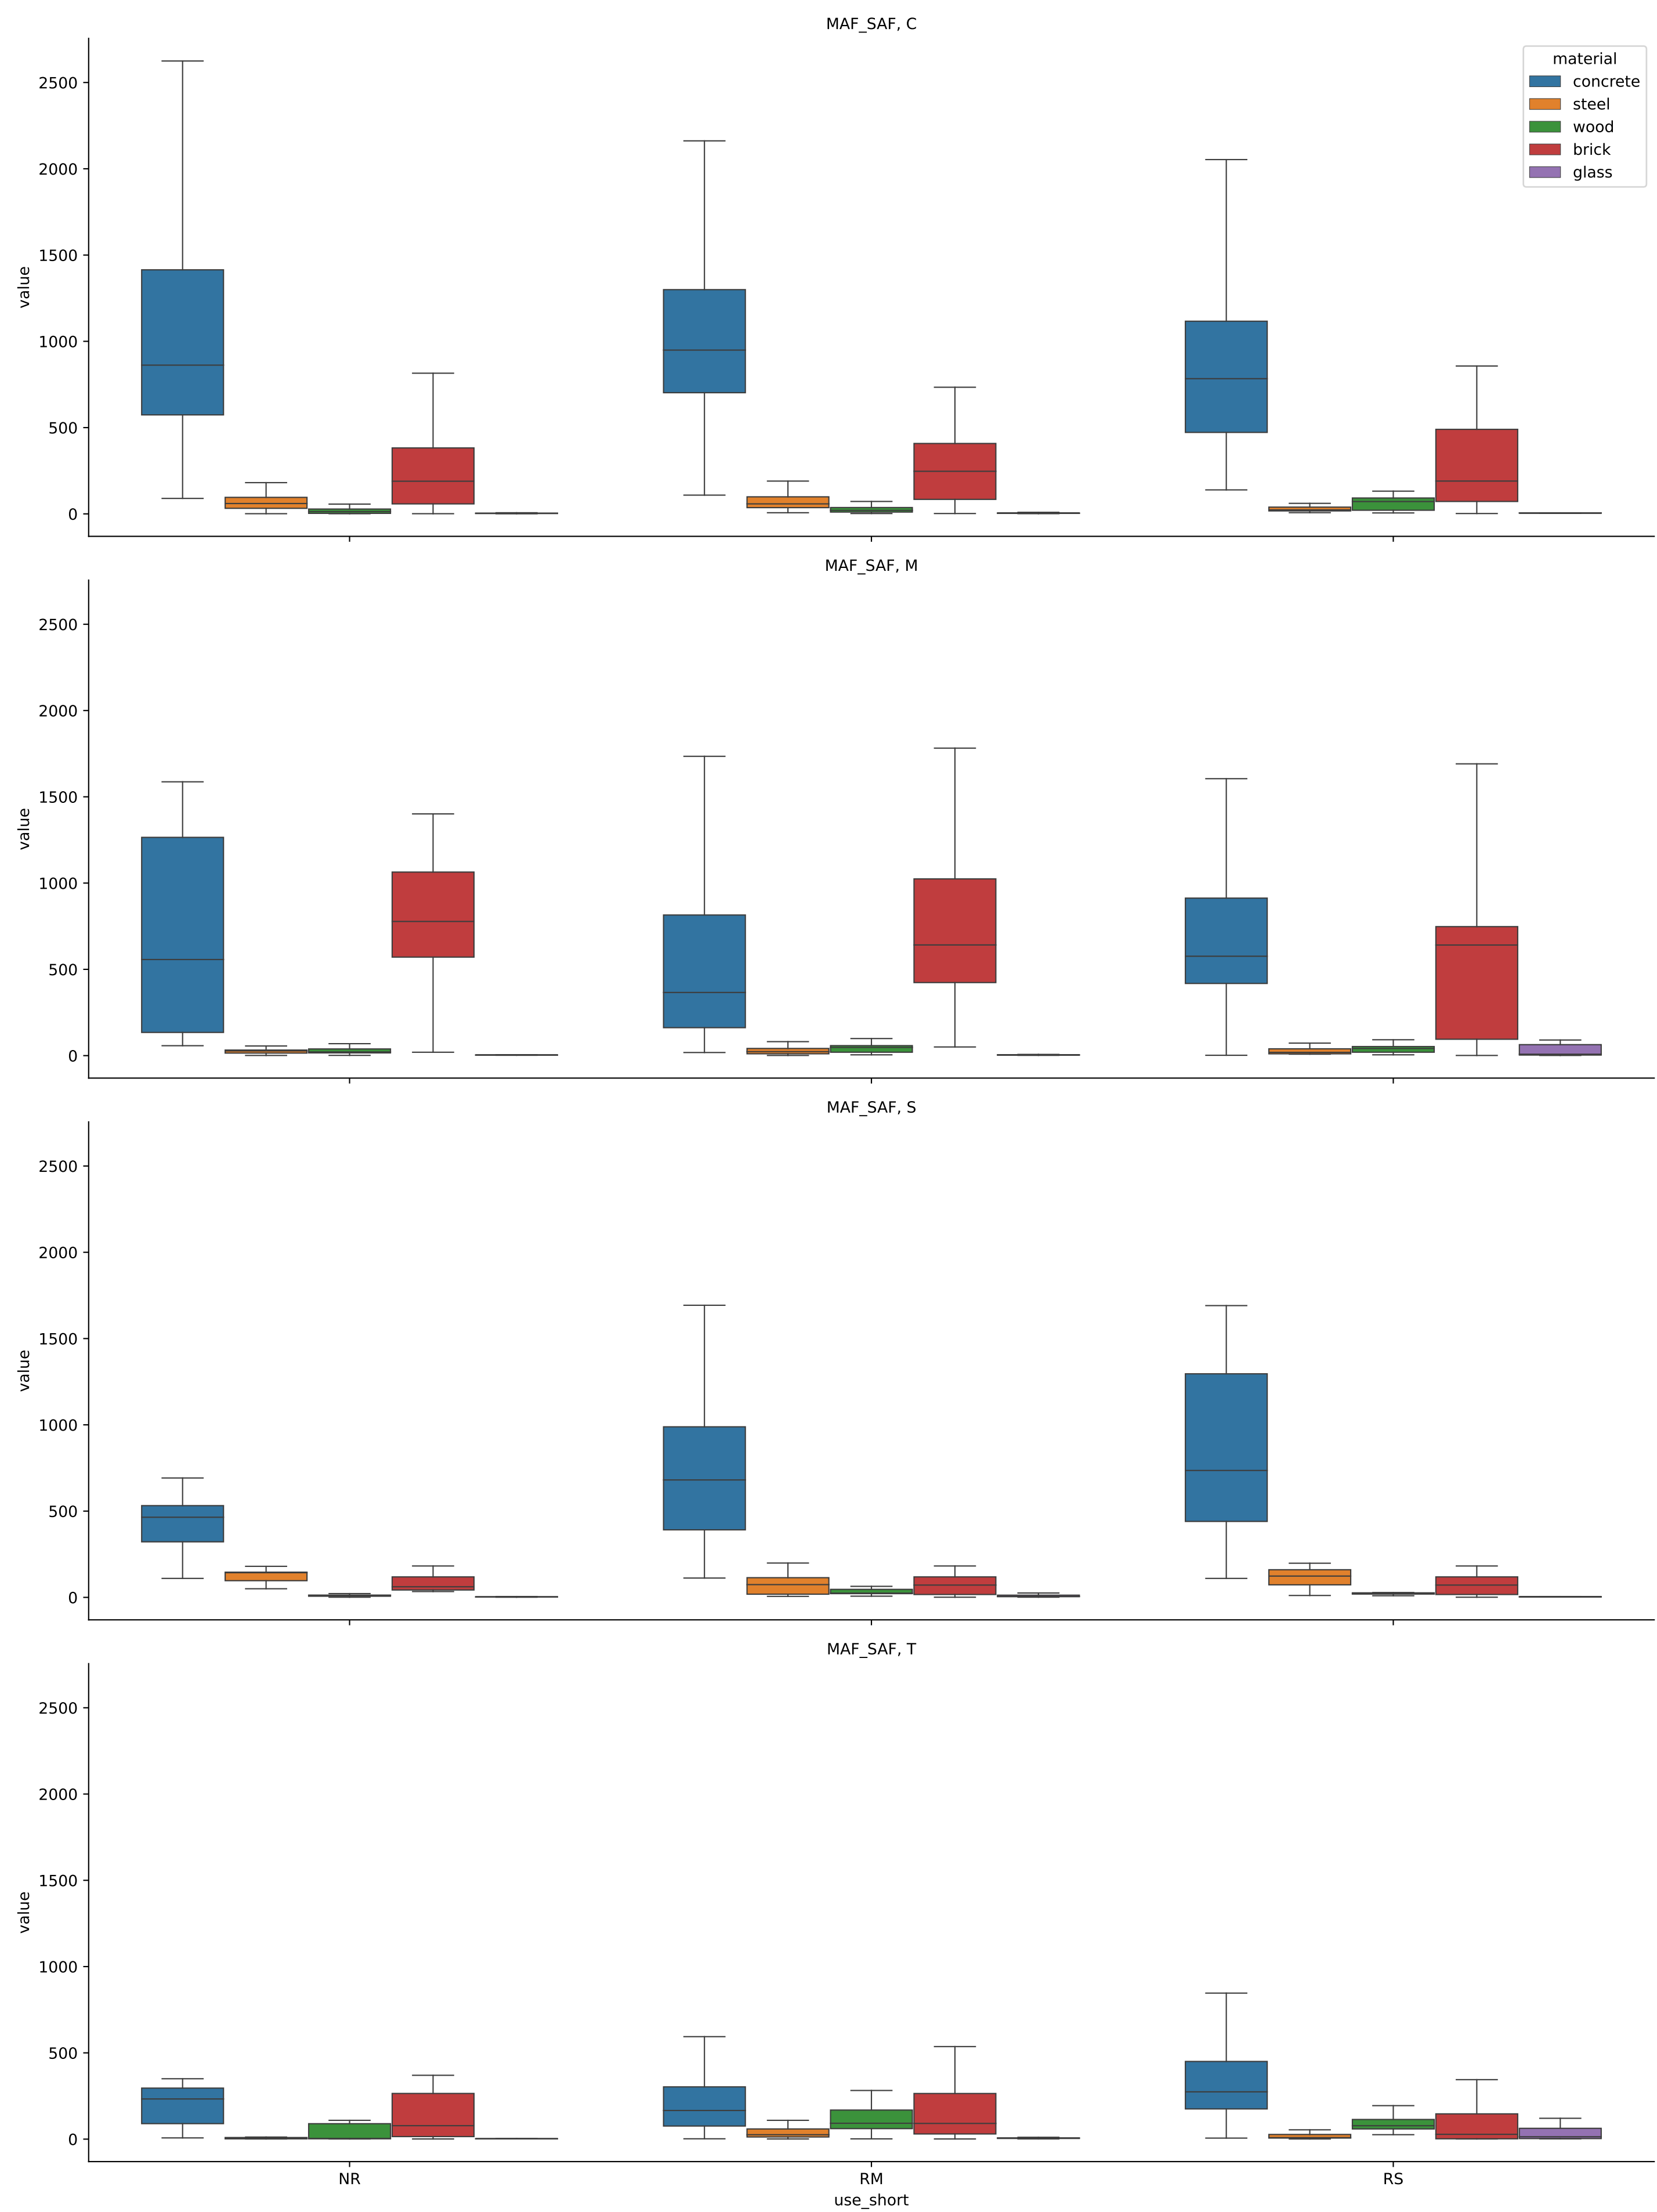 MAF_SAF, C
value
2500
2000
1500
1000
500
0
material
concrete
steel
wood
brick
glass
MAF_SAF, M
value
2500
2000
1500
1000
500
0
MAF_SAF, S
value
2500
2000
1500
1000
500
0
MAF_SAF, T
value
2500
2000
1500
1000
500
0
NR RM RS
use_short